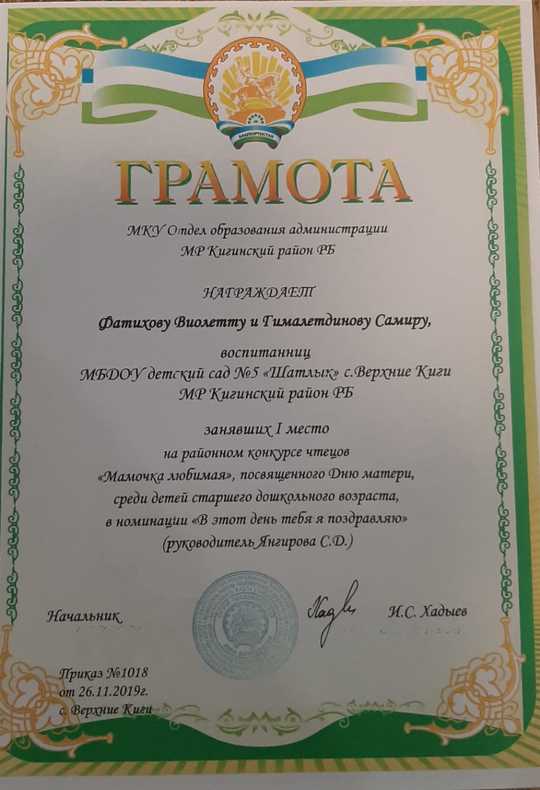 БАШКОРТОСТАН
ГРАМОТА
МКУ Отдел образования администрации
МР Кигинский район РБ
НАГРАЖДАЕТ
Фатихову Виолетту и Гималетдинову Самиру,
воспитанниц
МБДОУ детский сад №5 «Шатлык» с.Верхние Киги
МР Кигинский район РБ
занявших I место
на районном конкурсе чтецов
«Мамочка любимая», посвященного Дню матери,
среди детей старшего дошкольного возраста,
в номинации «В этот день тебя я поздравляю»
(руководитель Янгирова С.Д.)
Начальник И.С. Хадыев
Приказ №1018
от 26.11.2019г.
с. Верхние Киги